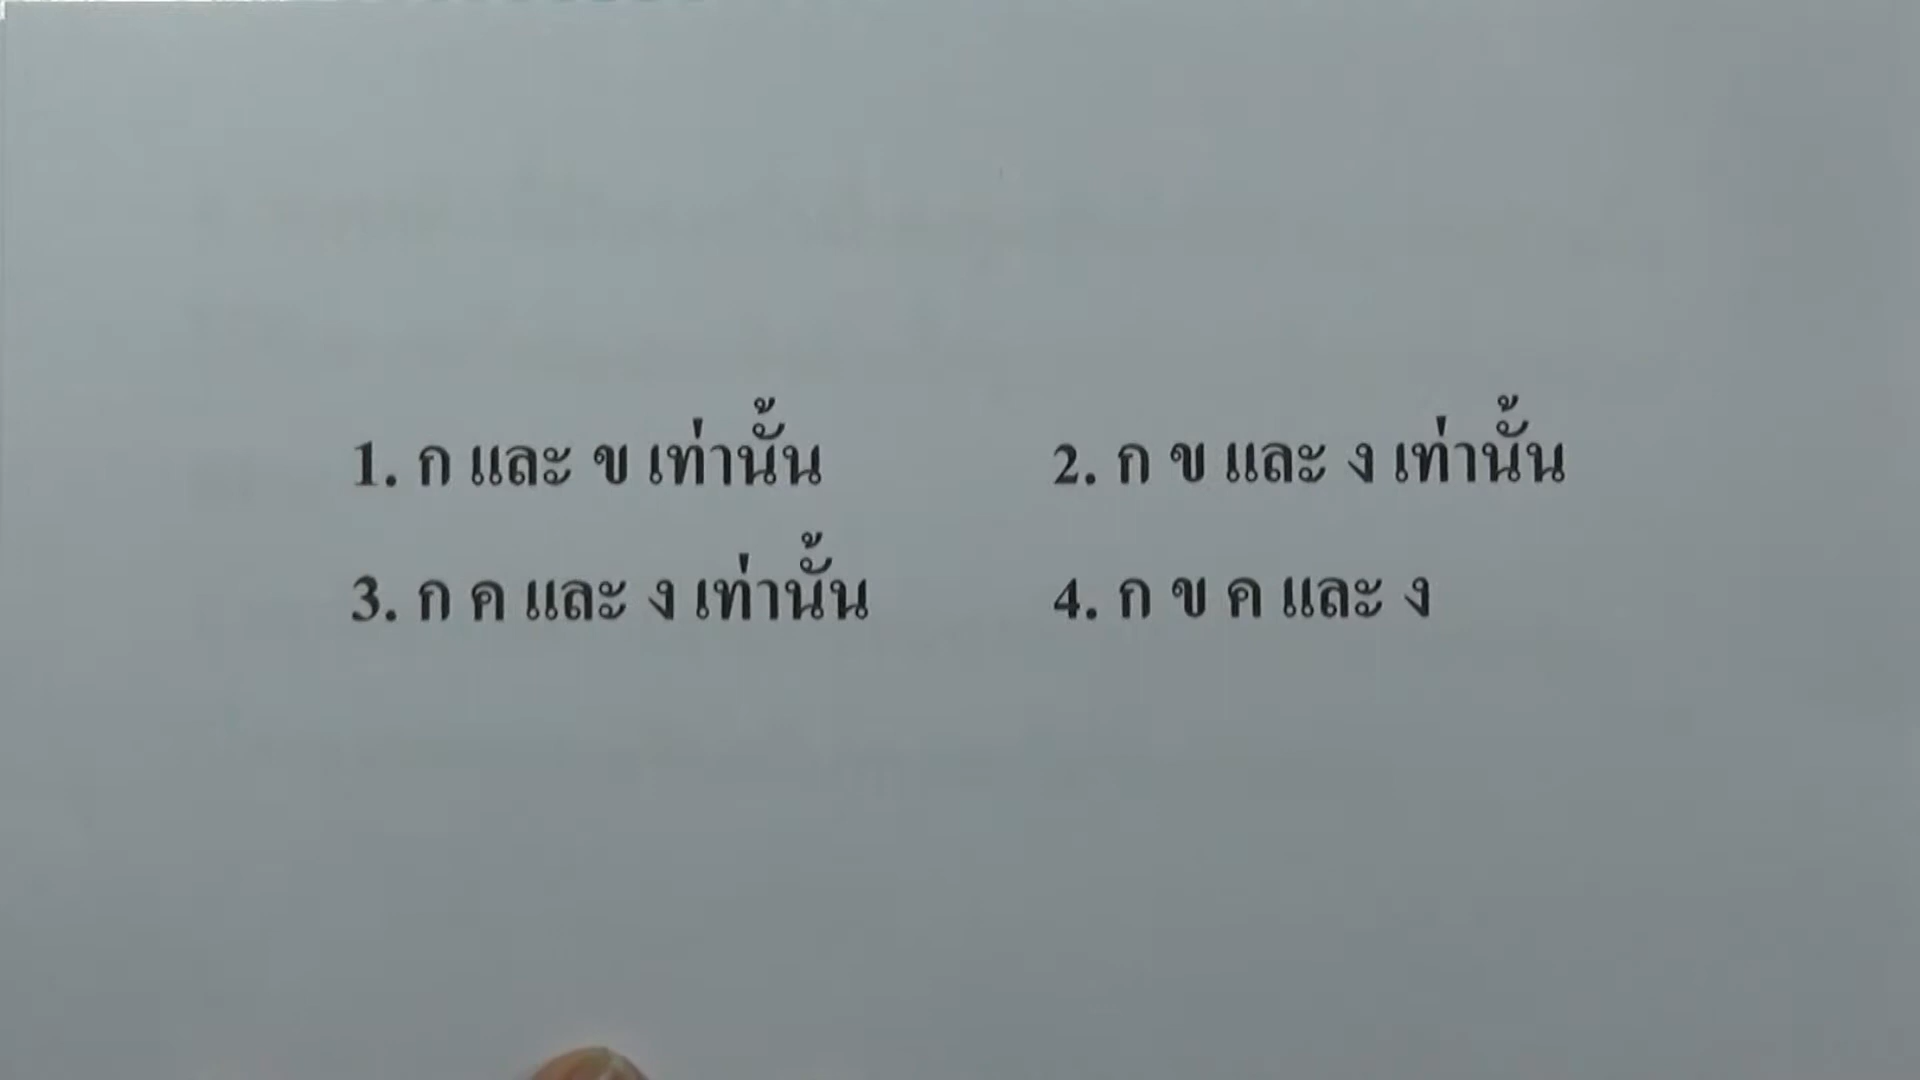 1. ก และ ข เท่านั้น 2. ก ข และ ง เท่านั้น
3. ก ค และ ง เท่านั้น 4. ก ข ค และ ง